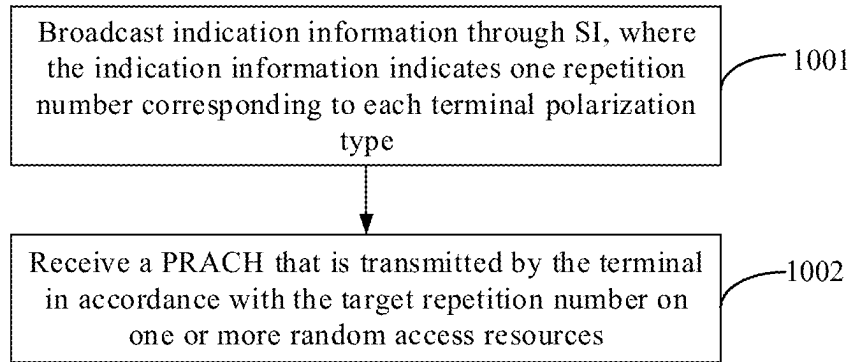 Broadcast indication information through SI, where
the indication information indicates one repetition
number corresponding to each terminal polarization
type
1001
Receive a PRACH that is transmitted by the terminal
in accordance with the target repetition number on
one or more random access resources
1002